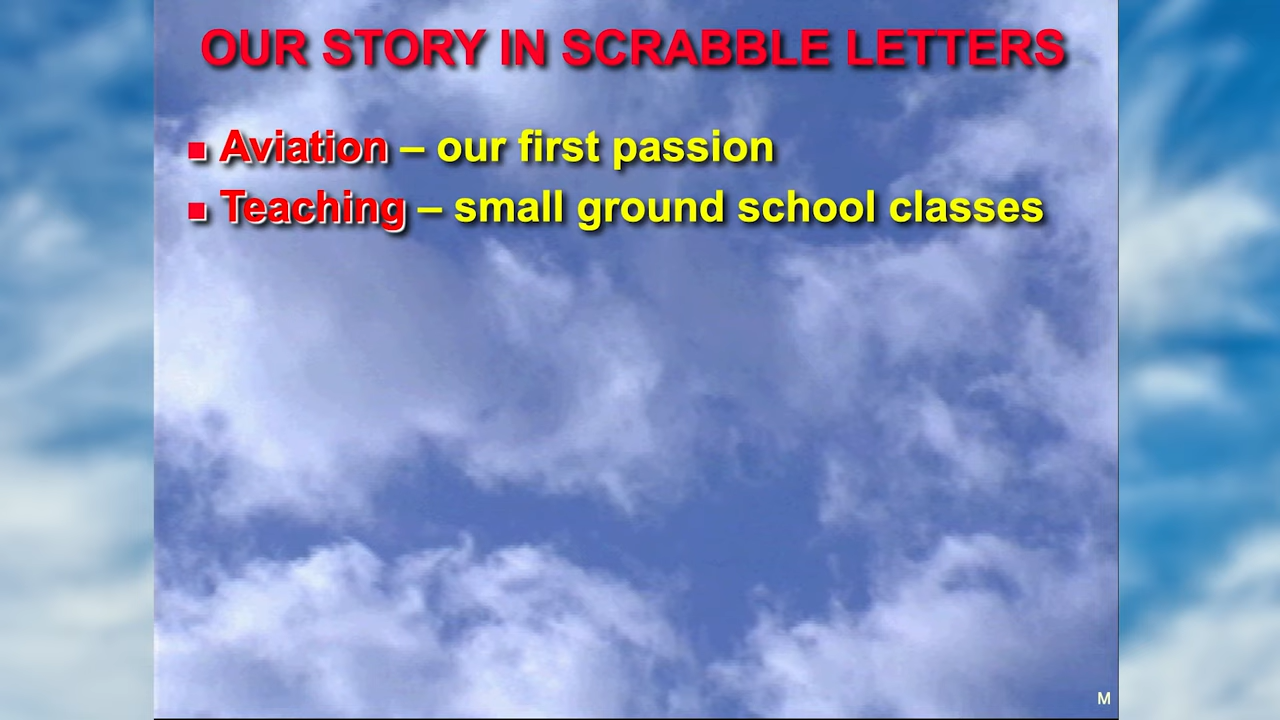 OUR STORY IN SCRABBLE LETTERS
Aviation – our first passion
Teaching – small ground school classes
M